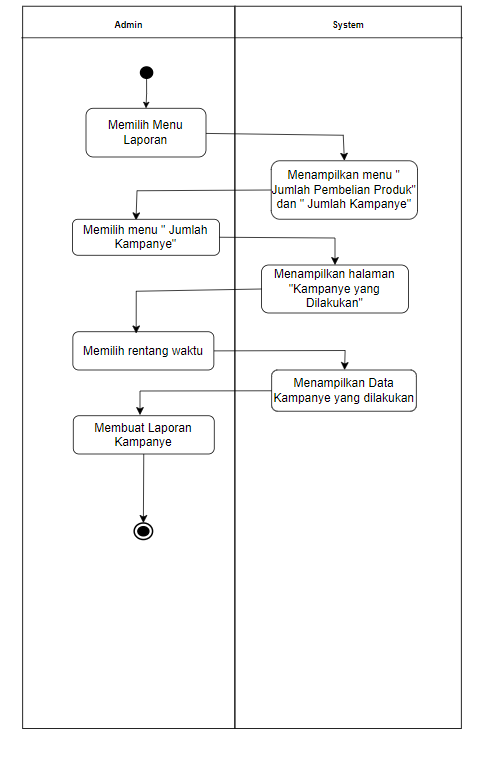 Admin
System
Memilih Menu
Laporan
Menampilkan menu "
Jumlah Pembelian Produk"
dan " Jumlah Kampanye"
Memilih menu " Jumlah
Kampanye"
Menampilkan halaman
"Kampanye yang
Dilakukan"
Memilih rentang waktu
Menampilkan Data
Kampanye yang dilakukan
Membuat Laporan
Kampanye